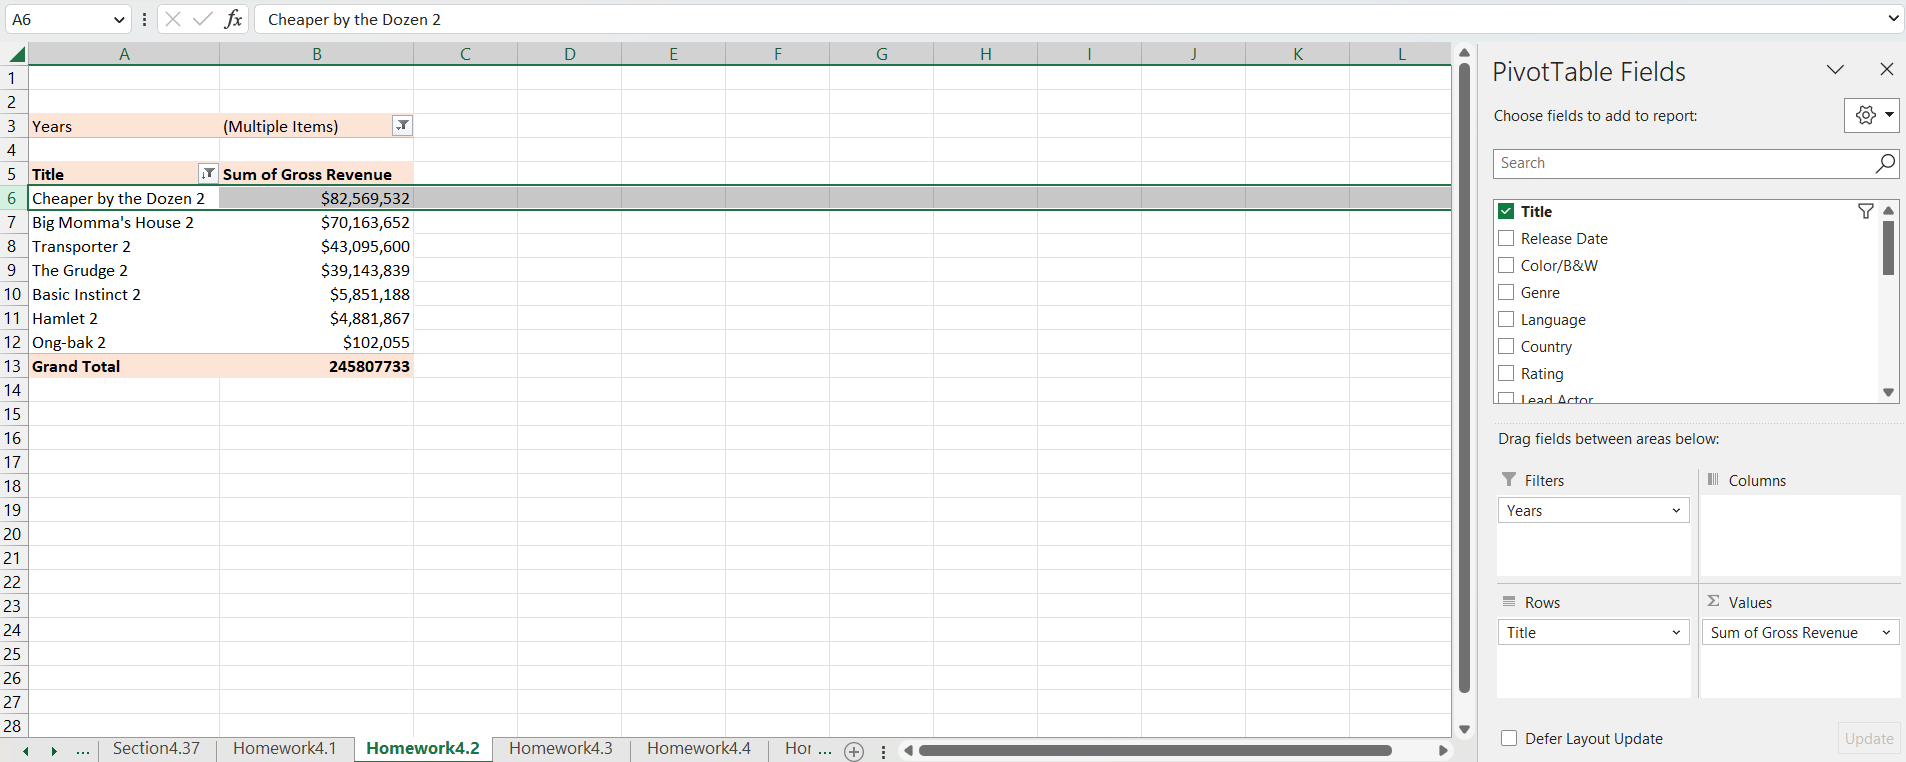 A6
fx
Cheaper by the Dozen 2
A B C D E F G H I J K L
1
2
3 Years (Multiple Items)
4
5 Title Sum of Gross Revenue
6 Cheaper by the Dozen 2 $82,569,532
7 Big Momma's House 2 $70,163,652
8 Transporter 2 $43,095,600
9 The Grudge 2 $39,143,839
10 Basic Instinct 2 $5,851,188
11 Hamlet 2 $4,881,867
12 Ong-bak 2 $102,055
13 Grand Total 245807733
14
15
16
17
18
19
20
21
22
23
24
25
26
27
28
... Section4.37 Homework4.1 Homework4.2 Homework4.3 Homework4.4 Hor ...
PivotTable Fields
Choose fields to add to report:
Search
Title
Release Date
Color/B&W
Genre
Language
Country
Rating
Lead Actor
Drag fields between areas below:
Filters
Years
Columns
Rows
Title
Σ Values
Sum of Gross Revenue
Defer Layout Update
Update